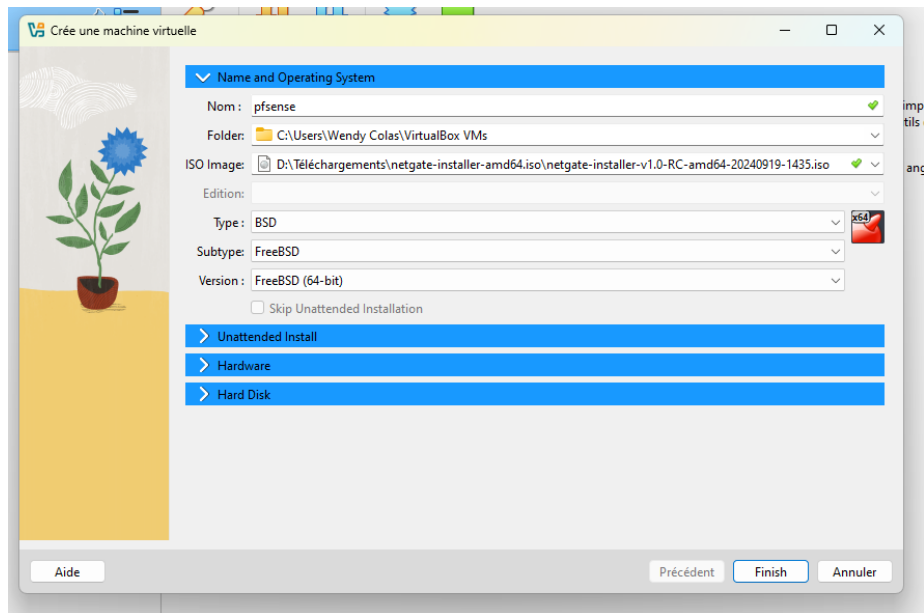 Crée une machine virtuelle
Name and Operating System
Nom : pfsense
Folder: C:\Users\Wendy Colas\VirtualBox VMs
ISO Image: D:\Téléchargements\netgate-installer-amd64.iso\netgate-installer-v1.0-RC-amd64-20240919-1435.iso
Edition:
Type : BSD
x64
Subtype: FreeBSD
Version : FreeBSD (64-bit)
Skip Unattended Installation
Unattended Install
Hardware
Hard Disk
Aide Précédent Finish Annuler